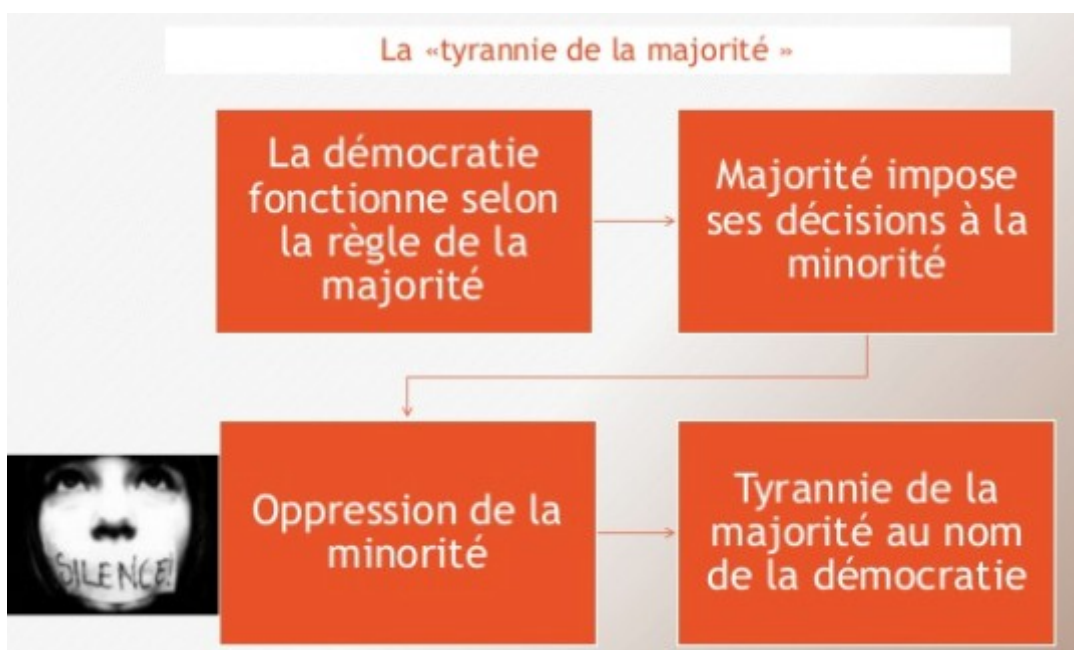 La «tyrannie de la majorité »
La démocratie
fonctionne selon
la règle de la
majorité
Majorité impose
ses décisions à la
minorité
SILENCE!
Oppression de la
minorité
Tyrannie de la
majorité au nom
de la démocratie